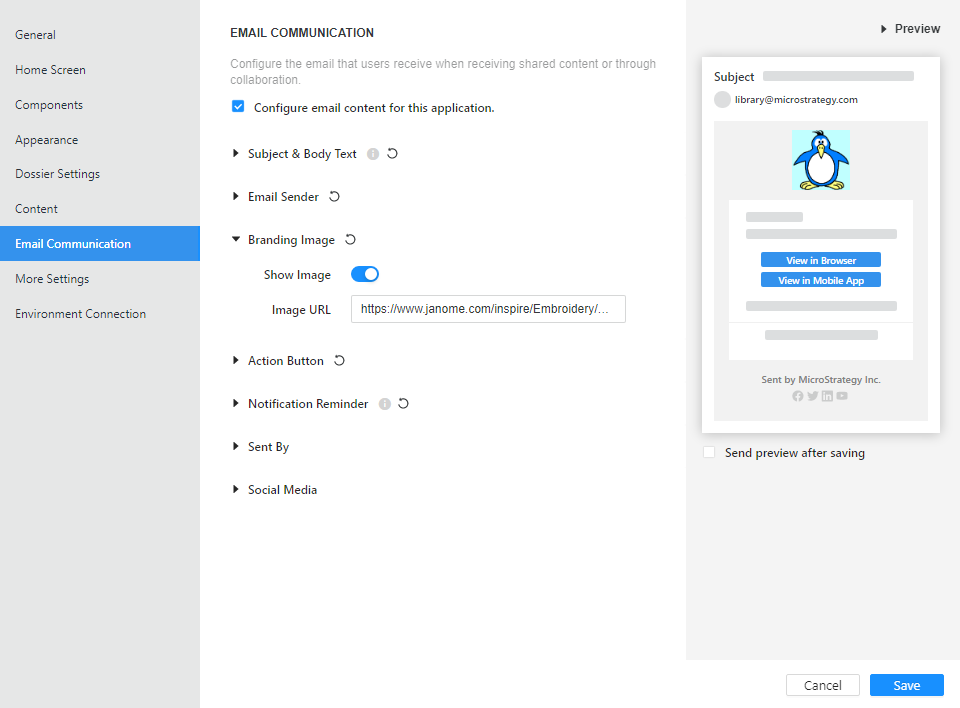 General
Home Screen
Components
Appearance
Dossier Settings
Content
Email Communication
More Settings
Environment Connection
EMAIL COMMUNICATION
Configure the email that users receive when receiving shared content or through
collaboration.
Configure email content for this application.
Subject & Body Text
Email Sender
Branding Image
Show Image
Image URL
https://www.janome.com/inspire/Embroidery/…
Action Button
Notification Reminder
Sent By
Social Media
Preview
Subject
library@microstrategy.com
View in Browser
View in Mobile App
Sent by MicroStrategy Inc.
Send preview after saving
Cancel
Save